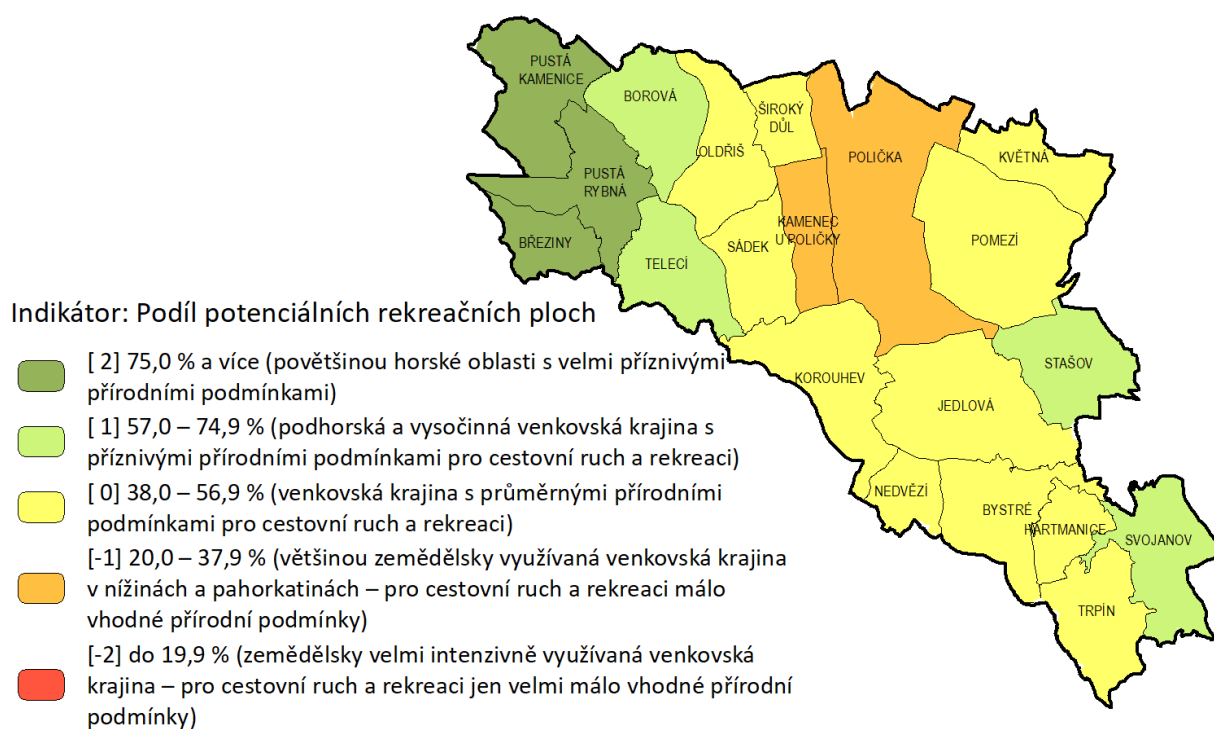 PUSTÁ
KAMENICE
BOROVÁ
ŠIROKÝ
DŮL
OLDŘIŠ
POLIČKA
KVĚTNÁ
PUSTÁ
RYBNÁ
KAMENEC
U POLIČKY
BŘEZINY
SÁDEK
POMEZÍ
TELECÍ
Indikátor: Podíl potenciálních rekreačních ploch
[ 2] 75,0 % a více (povětšinou horské oblasti s velmi příznivými
přírodními podmínkami)
[ 1] 57,0 – 74,9 % (podhorská a vysočinná venkovská krajina s
příznivými přírodními podmínkami pro cestovní ruch a rekreaci)
[ 0] 38,0 – 56,9 % (venkovská krajina s průměrnými přírodními
podmínkami pro cestovní ruch a rekreaci)
[-1] 20,0 – 37,9 % (většinou zemědělsky využívaná venkovská krajina
v nížinách a pahorkatinách – pro cestovní ruch a rekreaci málo
vhodné přírodní podmínky)
[-2] do 19,9 % (zemědělsky velmi intenzivně využívaná venkovská
krajina – pro cestovní ruch a rekreaci jen velmi málo vhodné přírodní
podmínky)
STAŠOV
KOROUHEV
JEDLOVÁ
NEDVĚZÍ
BYSTRÉ
HARTMANICE
SVOJANOV
TRPÍN